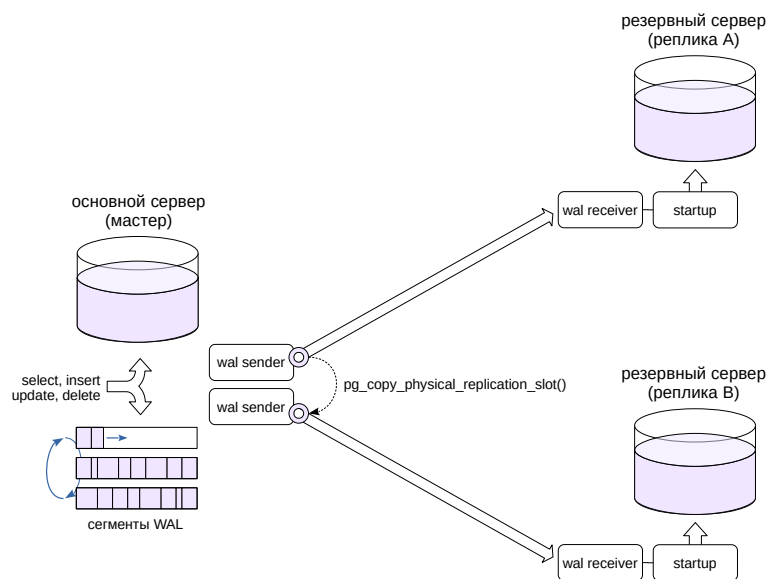 резервный сервер
(реплика A)
wal receiver
startup
основной сервер
(мастер)
wal sender
select, insert
update, delete
pg_copy_physical_replication_slot()
wal sender
резервный сервер
(реплика B)
сегменты WAL
wal receiver
startup